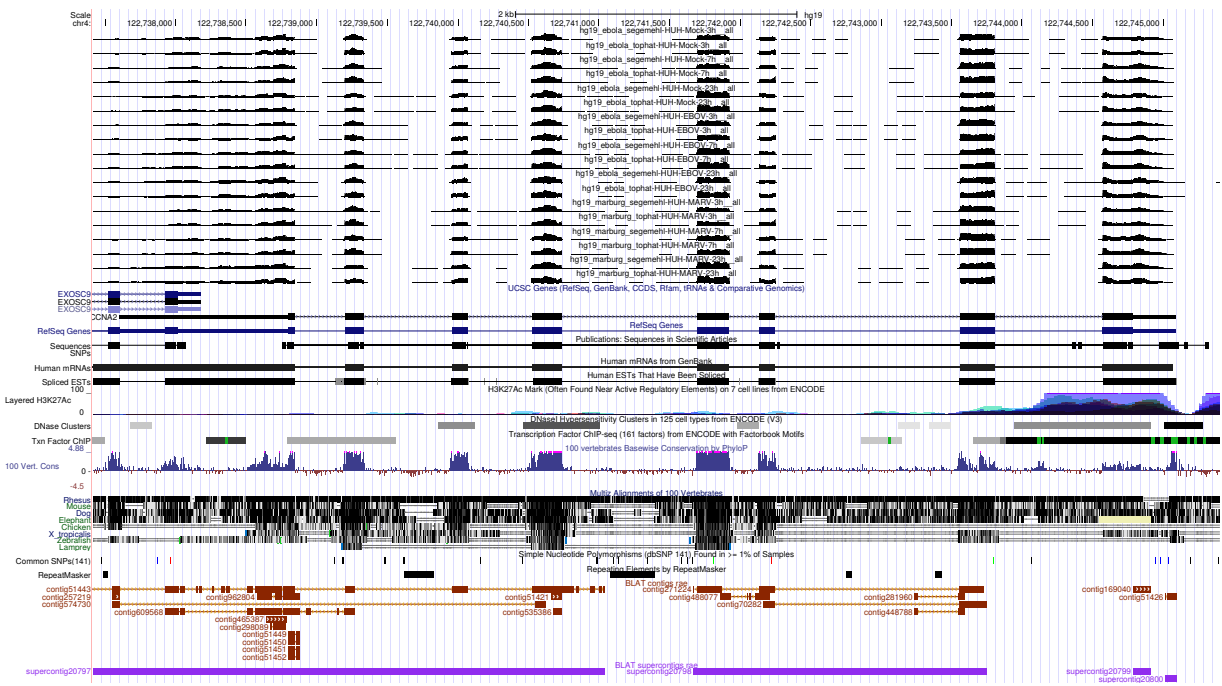 Scale 2 kb hg19
chr4: 122,738,000 122,738,500 122,739,000 122,739,500 122,740,000 122,740,500 122,741,000 122,741,500 122,742,000 122,742,500 122,743,000 122,743,500 122,744,000 122,744,500 122,745,000
hg19_ebola_segemehl-HUH-Mock-3h__all
hg19_ebola_tophat-HUH-Mock-3h__all
hg19_ebola_segemehl-HUH-Mock-7h__all
hg19_ebola_tophat-HUH-Mock-7h__all
hg19_ebola_segemehl-HUH-Mock-23h__all
hg19_ebola_tophat-HUH-Mock-23h__all
hg19_ebola_segemehl-HUH-EBOV-3h__all
hg19_ebola_tophat-HUH-EBOV-3h__all
hg19_ebola_segemehl-HUH-EBOV-7h__all
hg19_ebola_tophat-HUH-EBOV-7h__all
hg19_ebola_segemehl-HUH-EBOV-23h__all
hg19_ebola_tophat-HUH-EBOV-23h__all
hg19_marburg_segemehl-HUH-MARV-3h__all
hg19_marburg_tophat-HUH-MARV-3h__all
hg19_marburg_segemehl-HUH-MARV-7h__all
hg19_marburg_tophat-HUH-MARV-7h__all
hg19_marburg_segemehl-HUH-MARV-23h__all
hg19_marburg_tophat-HUH-MARV-23h__all
UCSC Genes (RefSeq, GenBank, CCDS, Rfam, tRNAs & Comparative Genomics)
EXOSC9
EXOSC9
EXOSC9
CCNA2
RefSeq Genes
RefSeq Genes
Publications: Sequences in Scientific Articles
Sequences
SNPs
Human mRNAs from GenBank
Human mRNAs
Human ESTs That Have Been Spliced
Spliced ESTs
H3K27Ac Mark (Often Found Near Active Regulatory Elements) on 7 cell lines from ENCODE
100 _
Layered H3K27Ac
0 _
DNaseI Hypersensitivity Clusters in 125 cell types from ENCODE (V3)
DNase Clusters
Transcription Factor ChIP-seq (161 factors) from ENCODE with Factorbook Motifs
Txn Factor ChIP
100 vertebrates Basewise Conservation by PhyloP
4.88 _
100 Vert. Cons
0 -
-4.5 _
Multiz Alignments of 100 Vertebrates
Rhesus
Mouse
Dog
Elephant
Chicken
X_tropicalis
Zebrafish
Lamprey
Simple Nucleotide Polymorphisms (dbSNP 141) Found in >= 1% of Samples
Common SNPs(141)
Repeating Elements by RepeatMasker
RepeatMasker
BLAT contigs rae
contig51443 contig271224 contig169040
contig257219 contig962804 contig51421 contig488077 contig281960 contig51426
contig574730 contig70282
contig609568 contig535386 contig448788
contig465387
contig298089
contig51449
contig51450
contig51451
contig51452
BLAT supercontigs rae
supercontig20797 supercontig20798 supercontig20799
supercontig20800